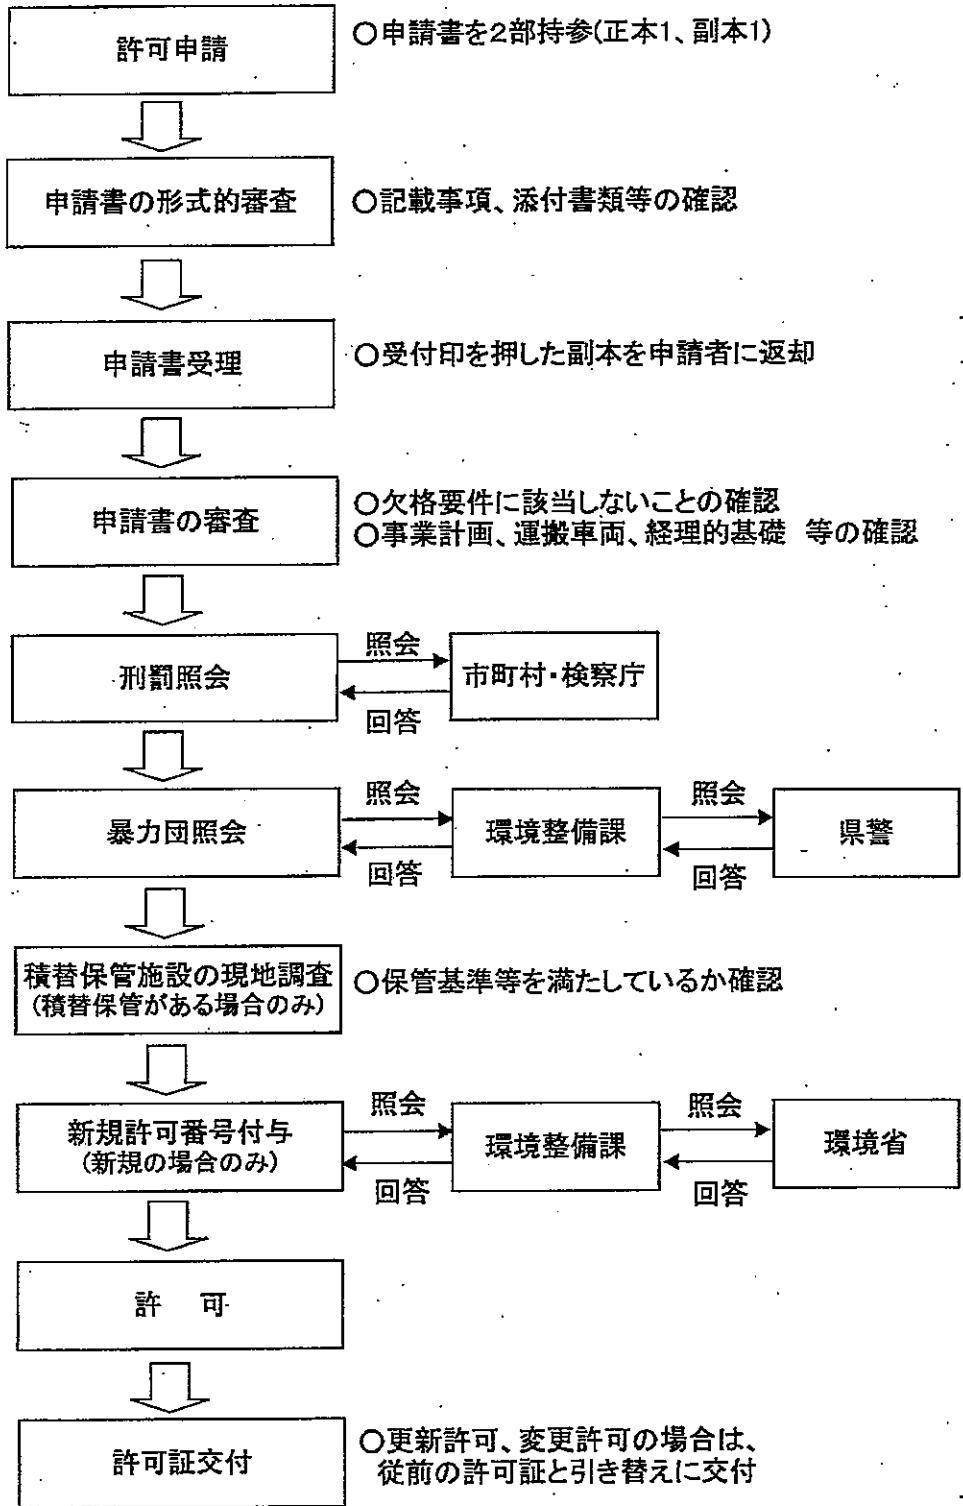 許可申請
○申請書を2部持参(正本1、副本1)
申請書の形式的審査
○記載事項、添付書類等の確認
申請書受理
○受付印を押した副本を申請者に返却
申請書の審査
○欠格要件に該当しないことの確認
○事業計画、運搬車両、経理的基礎 等の確認
刑罰照会
照会
回答
市町村・検察庁
暴力団照会
照会
回答
環境整備課
照会
回答
県警
積替保管施設の現地調査
(積替保管がある場合のみ)
○保管基準等を満たしているか確認
新規許可番号付与
(新規の場合のみ)
照会
回答
環境整備課
照会
回答
環境省
許 可
許可証交付
○更新許可、変更許可の場合は、
従前の許可証と引き替えに交付